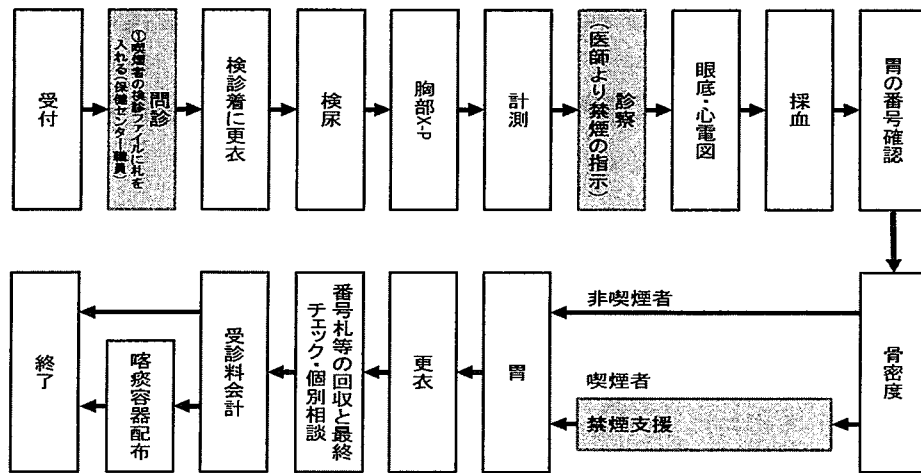 受付
問診
①喫煙者の検診ファイルに札を
入れる(保健センター職員)
検診着に更衣
検尿
胸部X-P
計測
診察
(医師より禁煙の指示)
眼底・心電図
採血
胃の番号確認
骨密度
非喫煙者
喫煙者
禁煙支援
胃
更衣
番号札等の回収と最終
チェック・個別相談
受診料会計
喀痰容器配布
終了